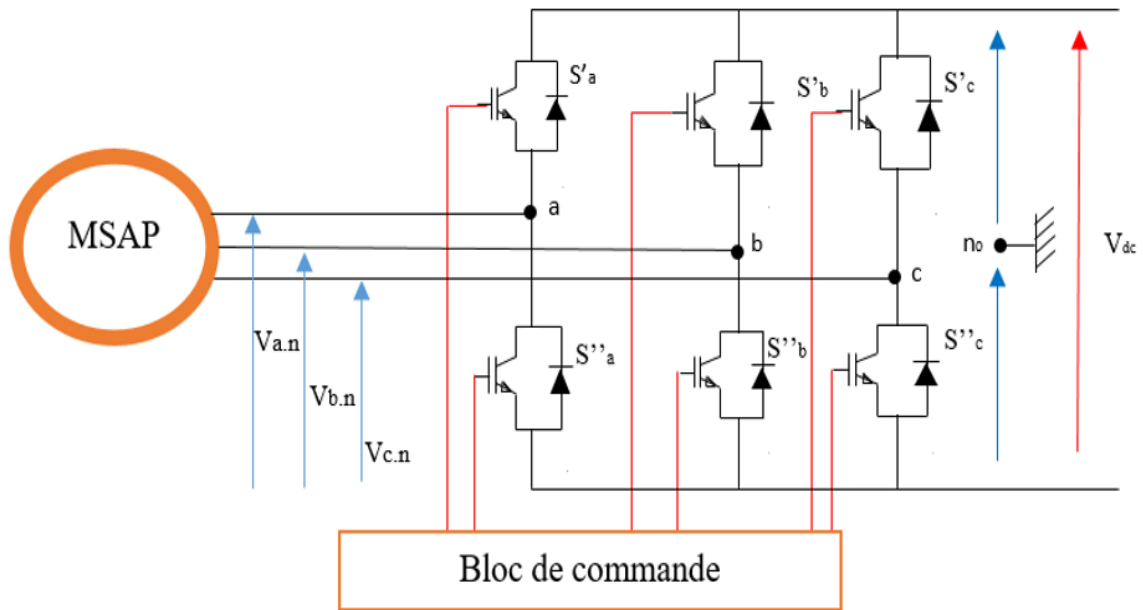 S'a
S'b
S'c
MSAP
a
b
c
n0
Vdc
Va.n
Vb.n
Vc.n
S''a
S''b
S''c
Bloc de commande